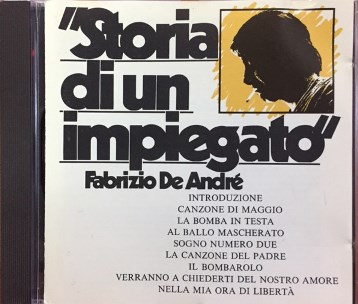 "Storia
di un
impiegato"
Fabrizio De André
INTRODUZIONE
CANZONE DI MAGGIO
LA BOMBA IN TESTA
AL BALLO MASCHERATO
SOGNO NUMERO DUE
LA CANZONE DEL PADRE
IL BOMBAROLO
VERRANNO A CHIEDERTI DEL NOSTRO AMORE
NELLA MIA ORA DI LIBERTÀ